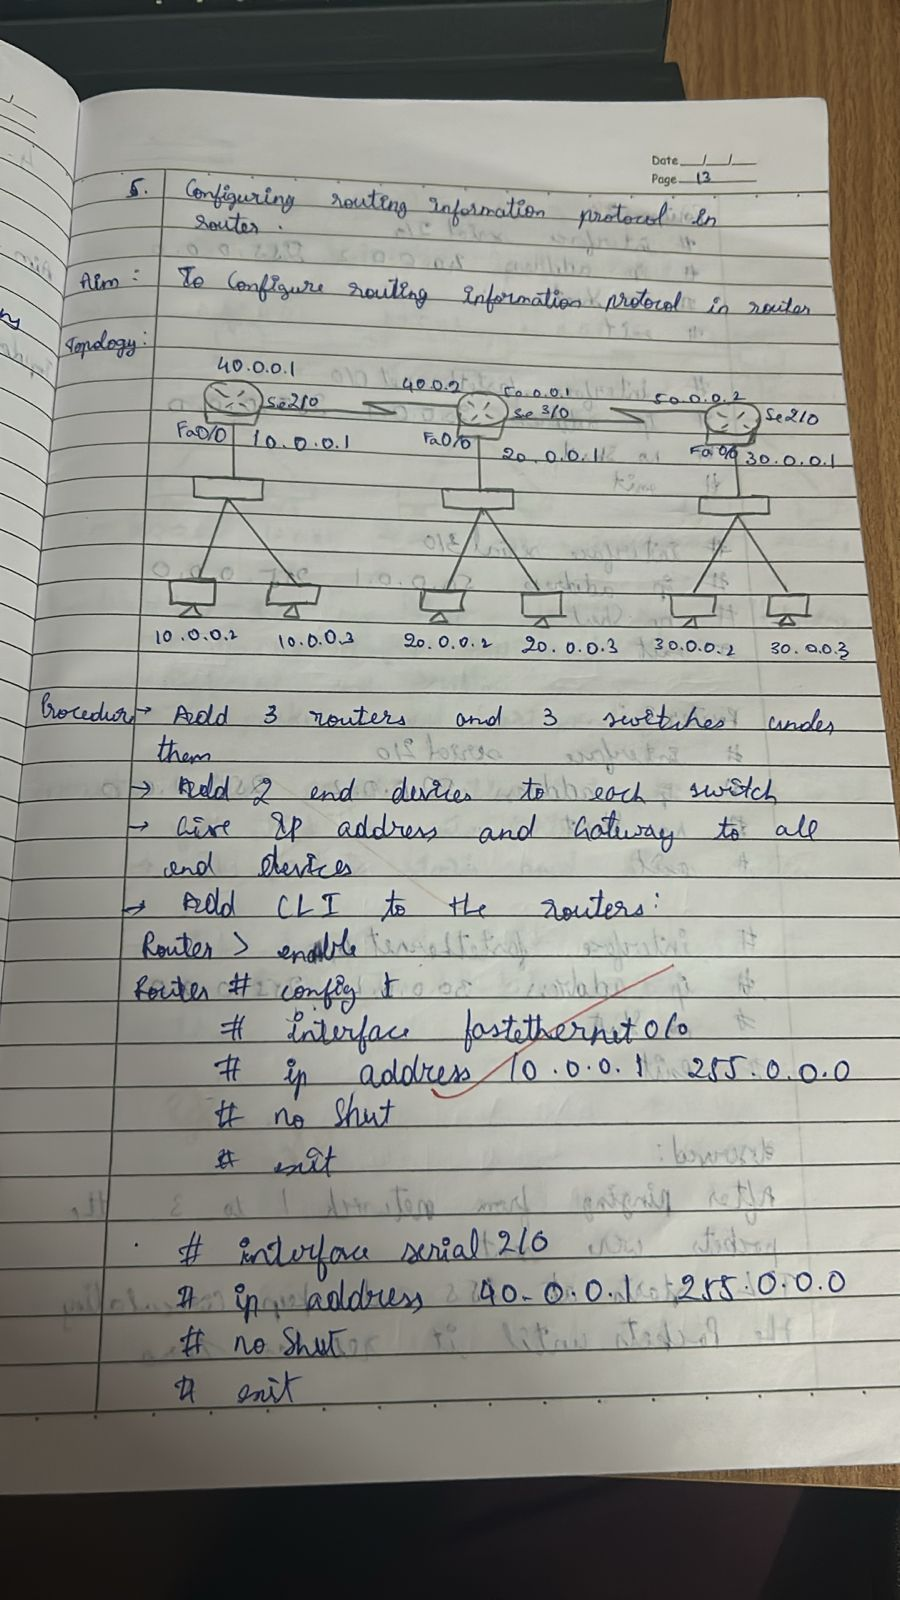 Date __/__/__
Page 13
5. Configuring routing information protocol in
router.
Aim: To configure routing information protocol in router
Topology:
40.0.0.1 40.0.2 50.0.0.1 50.0.0.2
Se2/0 Se3/0 Se2/0
Fa0/0 10.0.0.1 Fa0/0 20.0.0.1 Fa0/0 30.0.0.1
10.0.0.2 10.0.0.3 20.0.0.2 20.0.0.3 30.0.0.2 30.0.0.3
Procedure → Add 3 routers and 3 switches under
them
→ Add 2 end devices to each switch
→ Give IP address and Gateway to all
end devices
→ Add CLI to the routers:
Router > enable
Router # config t
# interface fastethernet 0/0
# ip address 10.0.0.1 255.0.0.0
# no shut
# exit
# interface serial 2/0
# ip address 40.0.0.1 255.0.0.0
# no shut
# exit